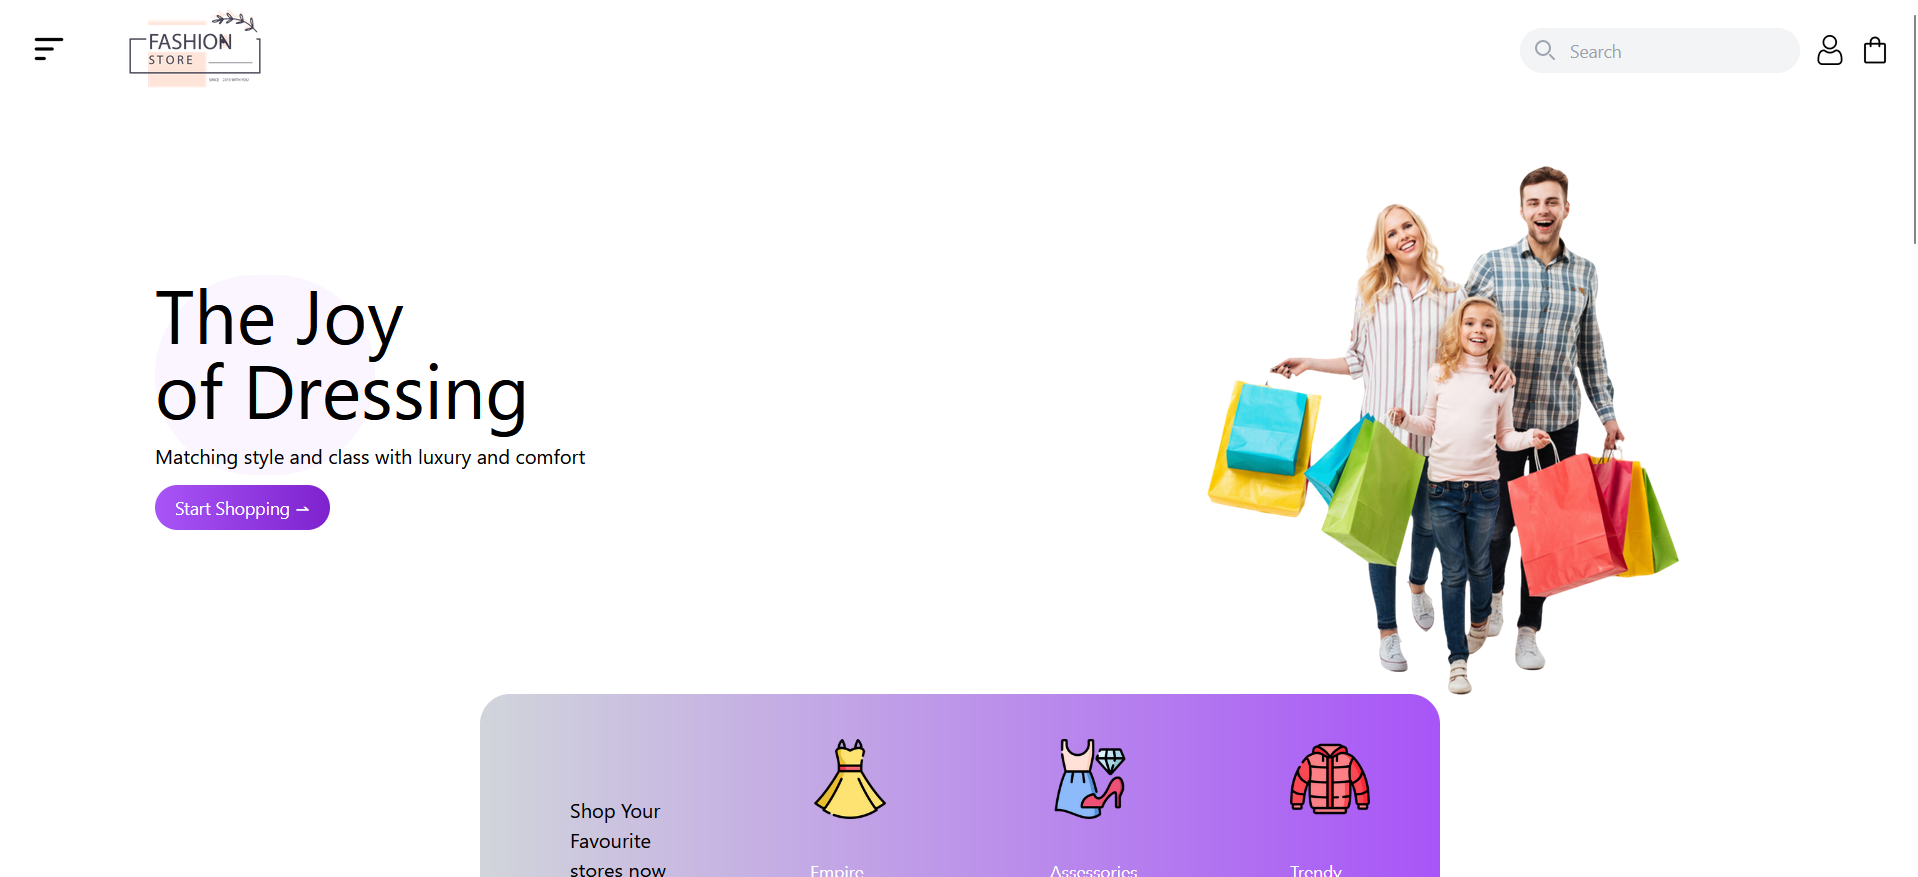 FASHION
STORE
SINCE 2015 WITH YOU
Search
The Joy
of Dressing
Matching style and class with luxury and comfort
Start Shopping ⇀
Shop Your
Favourite
stores now
Empire
Assessories
Trendy